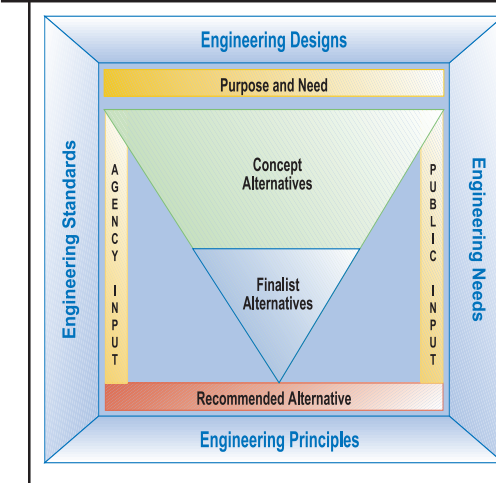 Engineering Designs
Purpose and Need
Engineering Standards
AGENCY INPUT
Concept
Alternatives
Finalist
Alternatives
PUBLIC INPUT
Engineering Needs
Recommended Alternative
Engineering Principles